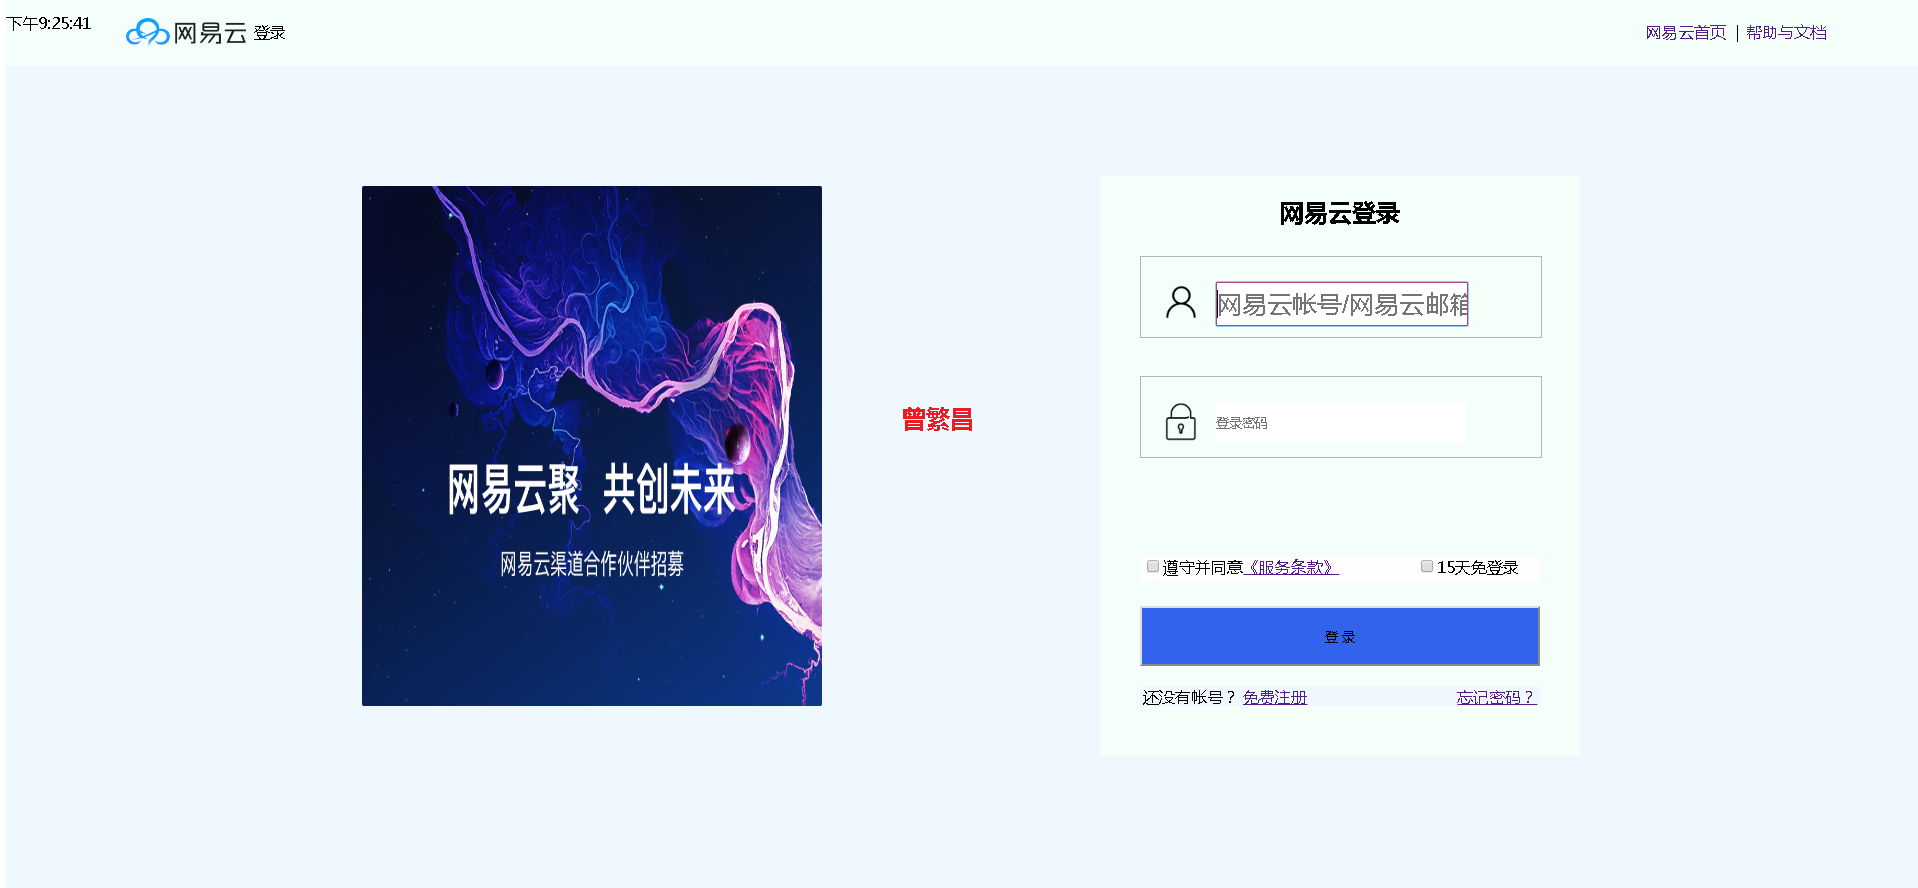 下午9:25:41
网易云 登录
网易云首页 | 帮助与文档
网易云登录
网易云帐号/网易云邮箱
曾繁昌
登录密码
网易云聚 共创未来
网易云渠道合作伙伴招募
遵守并同意《服务条款》
15天免登录
登 录
还没有帐号？ 免费注册
忘记密码？